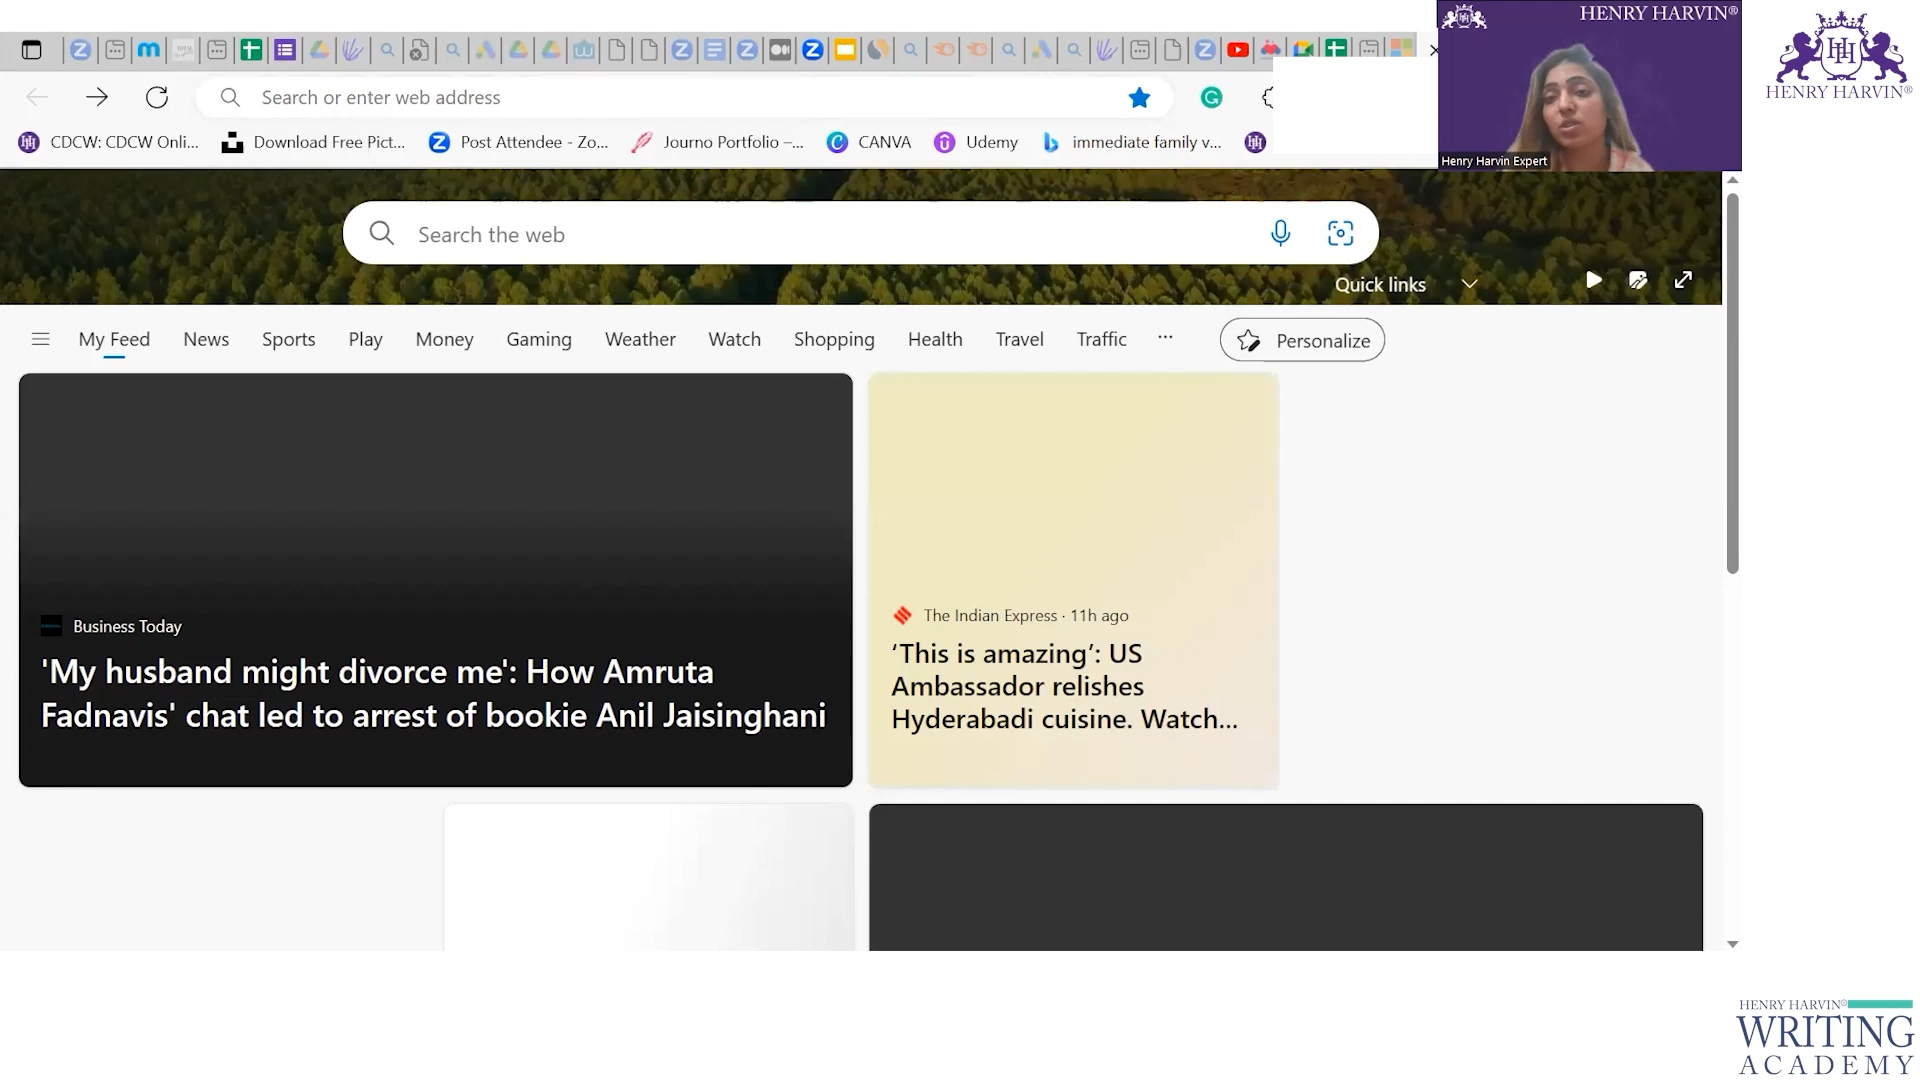 HENRY HARVIN®
HENRY HARVIN®
Search or enter web address
CDCW: CDCW Onli...
Download Free Pict...
Post Attendee - Zo...
Journo Portfolio –...
CANVA
Udemy
immediate family v...
Henry Harvin Expert
Search the web
Quick links
My Feed
News
Sports
Play
Money
Gaming
Weather
Watch
Shopping
Health
Travel
Traffic
...
Personalize
Business Today
'My husband might divorce me': How Amruta
Fadnavis' chat led to arrest of bookie Anil Jaisinghani
The Indian Express · 11h ago
‘This is amazing’: US
Ambassador relishes
Hyderabadi cuisine. Watch...
HENRY HARVIN®
WRITING
ACADEMY